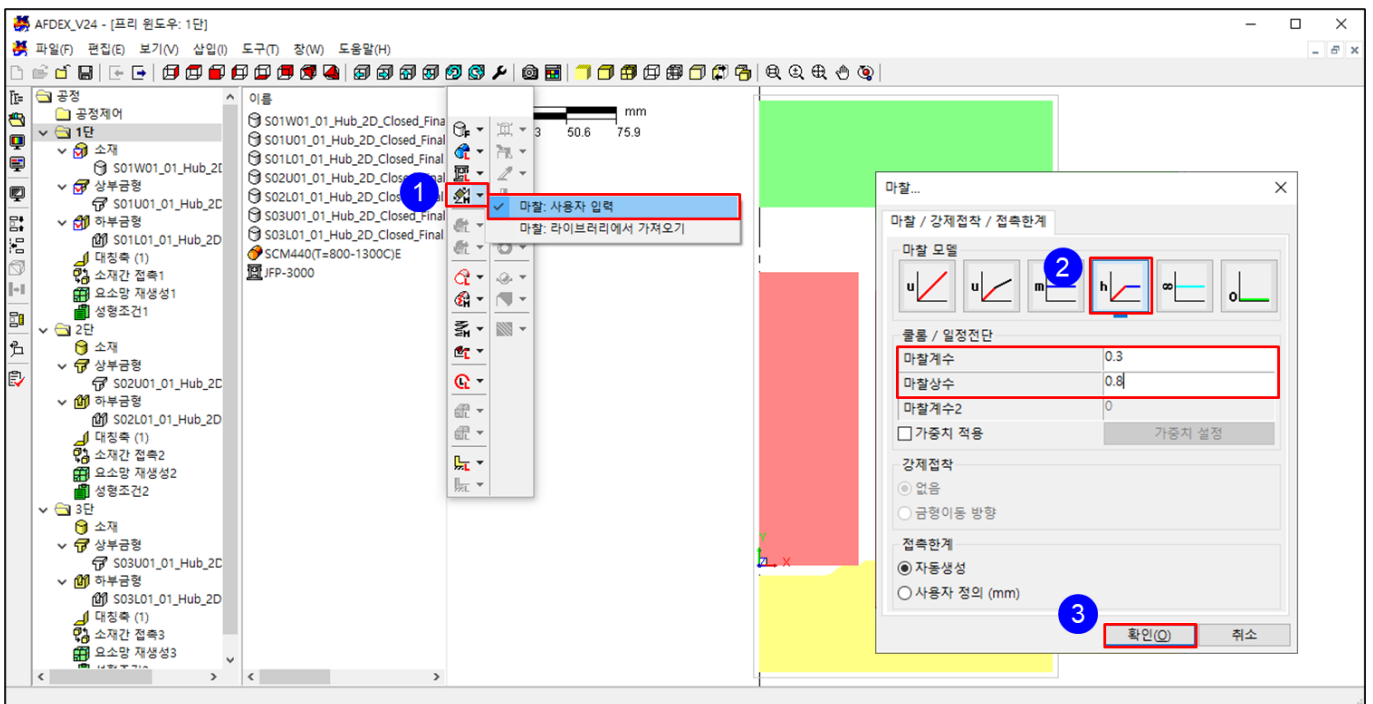 AFDEX_V24 - [프리 윈도우: 1단]
파일(F) 편집(E) 보기(V) 삽입(I) 도구(T) 창(W) 도움말(H)
공정
공정제어
1단
소재
S01W01_01_Hub_2D
상부금형
S01U01_01_Hub_2D
하부금형
S01L01_01_Hub_2D
대칭축 (1)
소재간 접촉1
요소망 재생성1
성형조건1
2단
소재
상부금형
S02U01_01_Hub_2D
하부금형
S02L01_01_Hub_2D
대칭축 (1)
소재간 접촉2
요소망 재생성2
성형조건2
3단
소재
상부금형
S03U01_01_Hub_2D
하부금형
S03L01_01_Hub_2D
대칭축 (1)
소재간 접촉3
요소망 재생성3
이름
S01W01_01_Hub_2D_Closed_Fina
S01U01_01_Hub_2D_Closed_Final
S01L01_01_Hub_2D_Closed_Final
S02U01_01_Hub_2D_Closed_Final
S02L01_01_Hub_2D_Clos
S03U01_01_Hub_2D_Closed_Final
S03L01_01_Hub_2D_Closed_Final
SCM440(T=800-1300C)E
JFP-3000
1
마찰: 사용자 입력
마찰: 라이브러리에서 가져오기
mm
3 50.6 75.9
Y
Z X
마찰...
마찰 / 강제접착 / 접촉한계
마찰 모델
2
u u m h ∞ 0
쿨롱 / 일정전단
마찰계수 0.3
마찰상수 0.8
마찰계수2 0
가중치 적용 가중치 설정
강제접착
없음
금형이동 방향
접촉한계
자동생성
사용자 정의 (mm)
3
확인(O) 취소